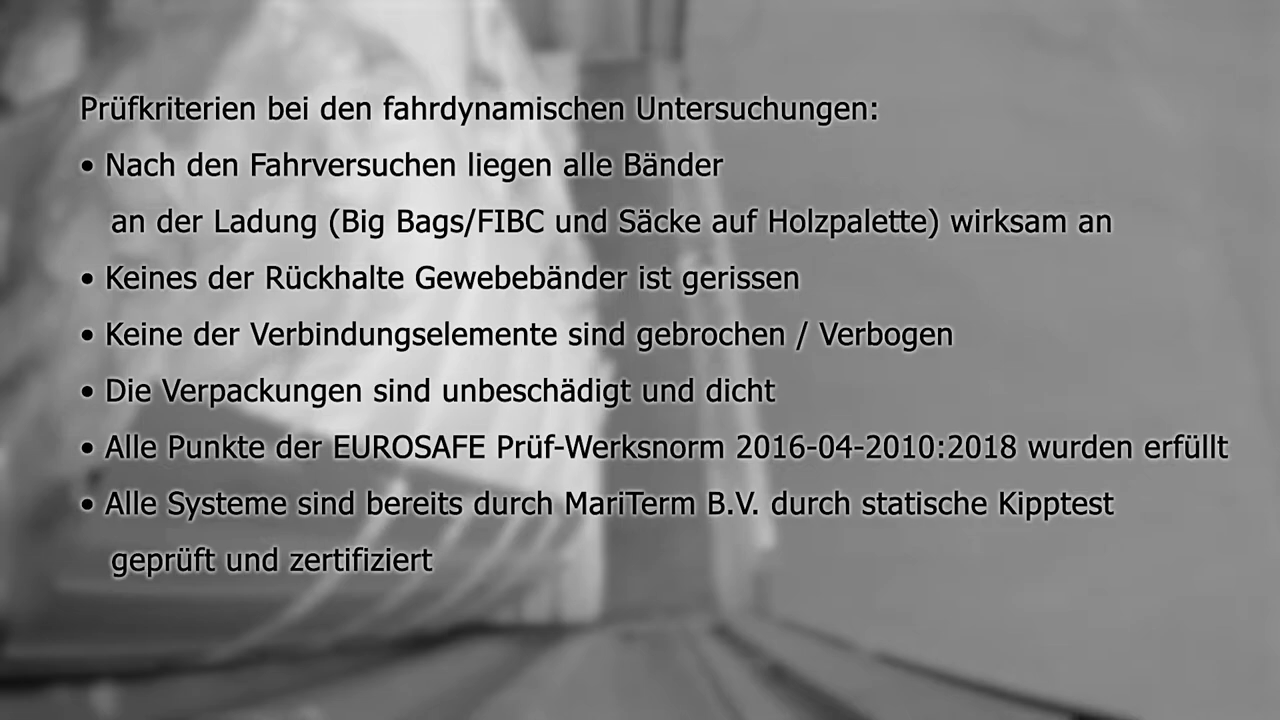 Prüfkriterien bei den fahrdynamischen Untersuchungen:
• Nach den Fahrversuchen liegen alle Bänder
an der Ladung (Big Bags/FIBC und Säcke auf Holzpalette) wirksam an
• Keines der Rückhalte Gewebebänder ist gerissen
• Keine der Verbindungselemente sind gebrochen / Verbogen
• Die Verpackungen sind unbeschädigt und dicht
• Alle Punkte der EUROSAFE Prüf-Werksnorm 2016-04-2010:2018 wurden erfüllt
• Alle Systeme sind bereits durch MariTerm B.V. durch statische Kipptest
geprüft und zertifiziert